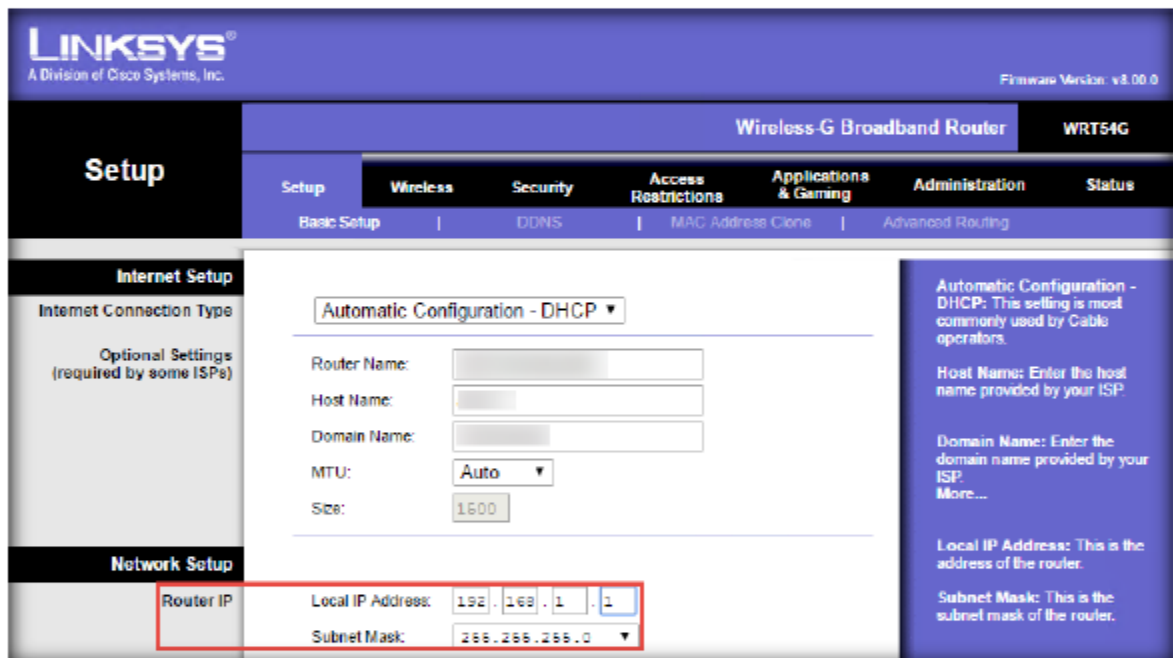 LINKSYS®
A Division of Cisco Systems, Inc.
Firmware Version: v8.00.0
Wireless-G Broadband Router WRT54G
Setup
Setup Wireless Security Access Restrictions Applications & Gaming Administration Status
Basic Setup | DDNS | MAC Address Clone | Advanced Routing
Internet Setup
Internet Connection Type
Automatic Configuration - DHCP
Optional Settings
(required by some ISPs)
Router Name:
Host Name:
Domain Name:
MTU: Auto
Size: 1500
Network Setup
Router IP
Local IP Address: 192 . 168 . 1 . 1
Subnet Mask: 255.255.255.0
Automatic Configuration -
DHCP: This setting is most
commonly used by Cable
operators.
Host Name: Enter the host
name provided by your ISP.
Domain Name: Enter the
domain name provided by your
ISP.
More...
Local IP Address: This is the
address of the router.
Subnet Mask: This is the
subnet mask of the router.